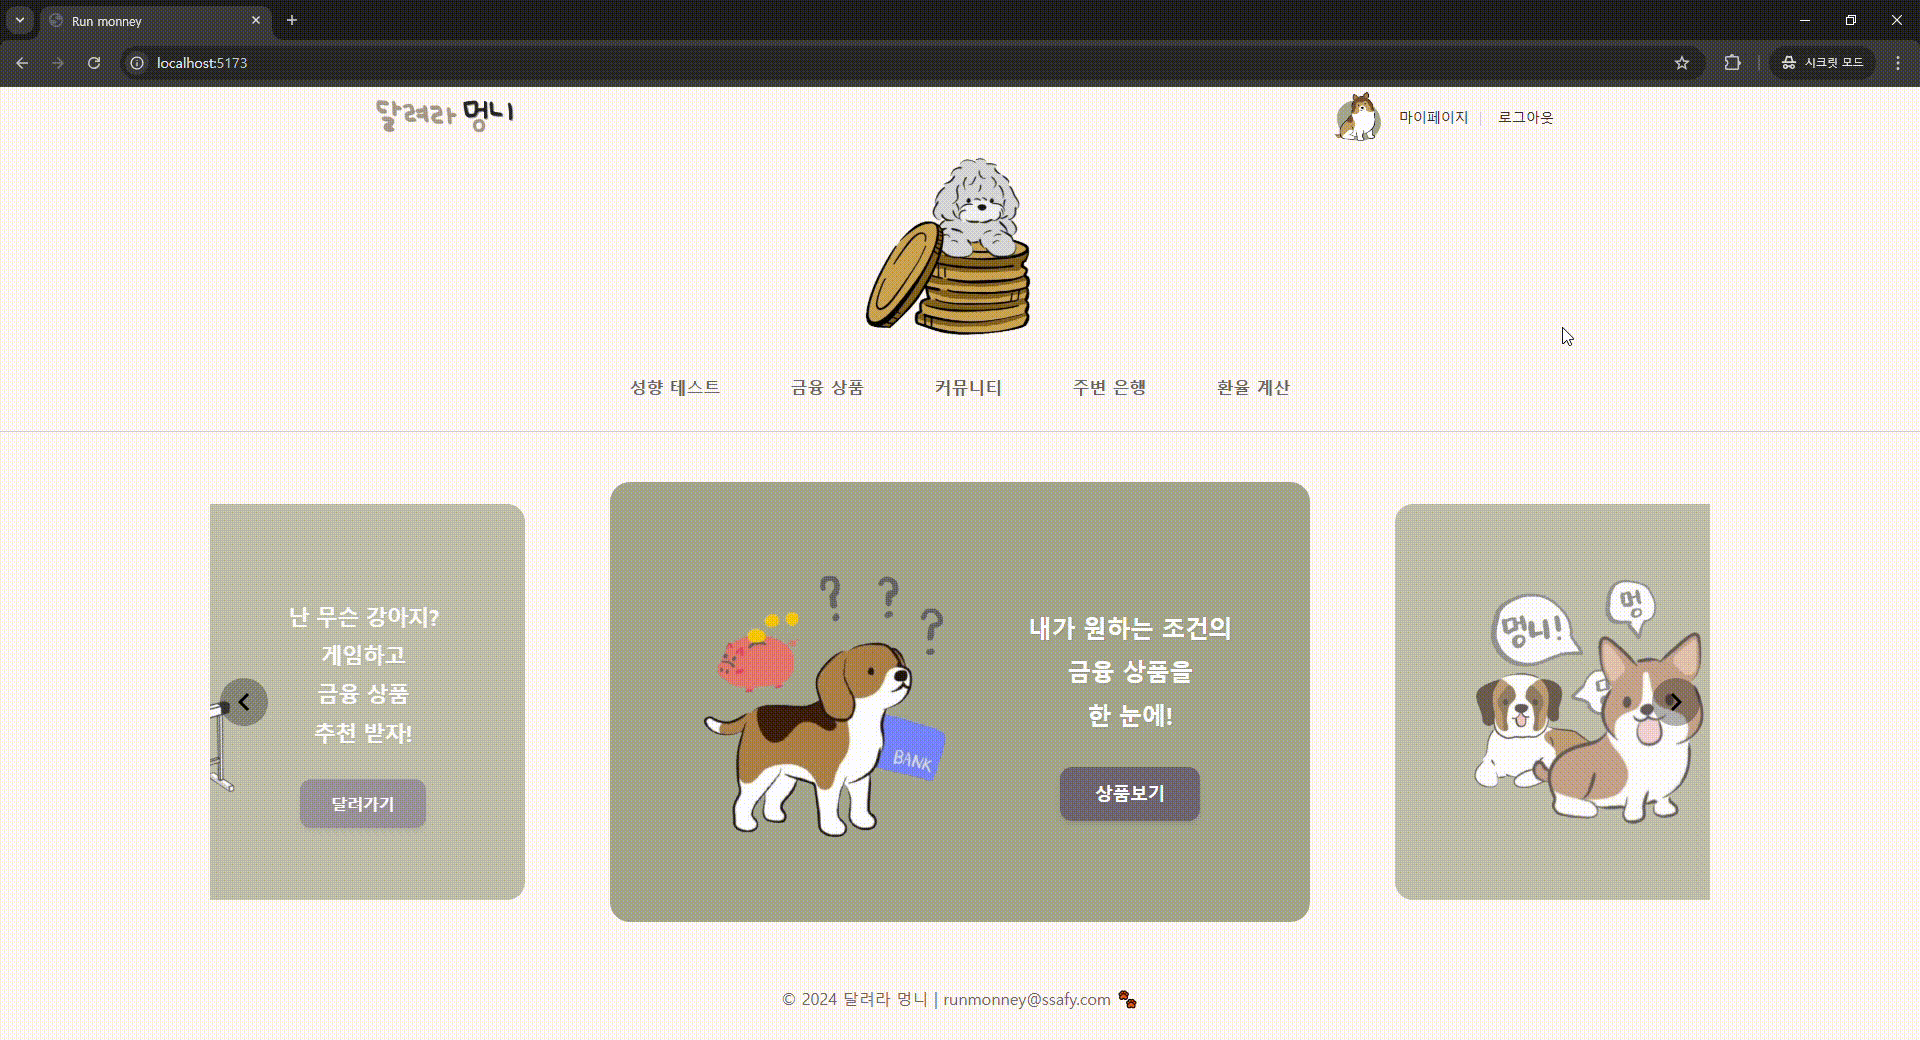 Run monney
localhost:5173
시크릿 모드
달려라 멍니
마이페이지
로그아웃
성향 테스트
금융 상품
커뮤니티
주변 은행
환율 계산
난 무슨 강아지?
게임하고
금융 상품
추천 받자!
달러가기
? ? ?
BANK
내가 원하는 조건의
금융 상품을
한 눈에!
상품보기
멍니!
멍
© 2024 달려라 멍니 | runmonney@ssafy.com